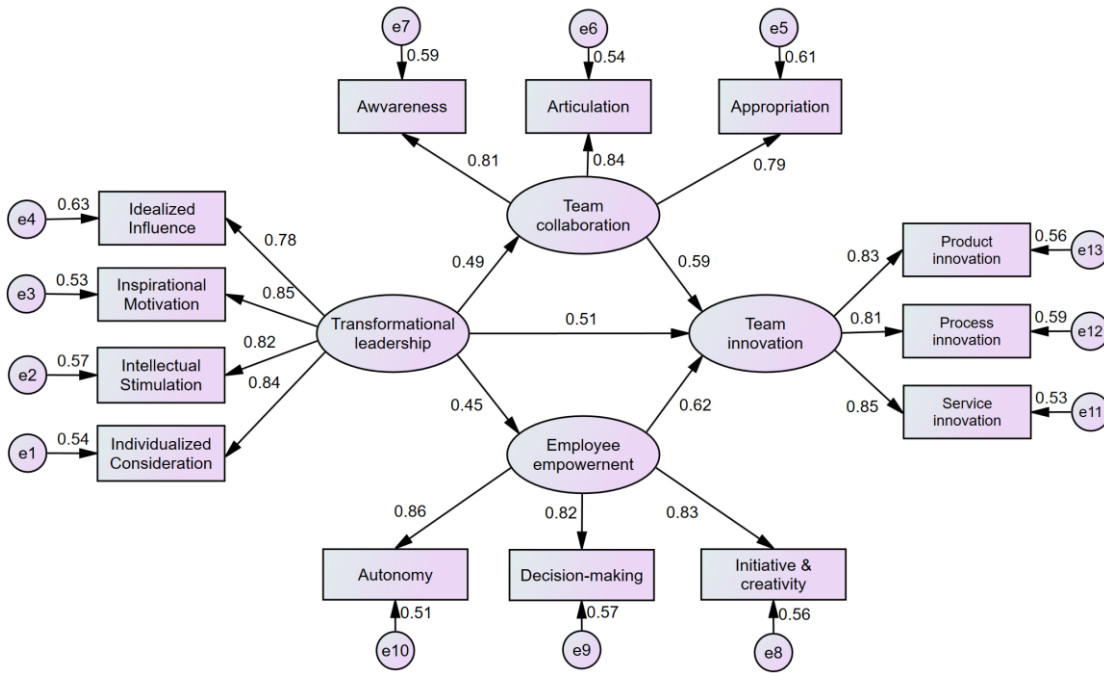 e7
e6
e5
0.59
0.54
0.61
Awvareness
Articulation
Appropriation
0.81
0.84
0.79
e4
0.63
Idealized
Influence
0.78
Team
collaboration
e3
0.53
Inspirational
Motivation
0.85
0.49
0.59
0.83
Product
innovation
0.56
e13
Transformational
leadership
0.51
Team
innovation
0.81
Process
innovation
0.59
e12
e2
0.57
Intellectual
Stimulation
0.82
0.84
0.45
0.62
0.85
Service
innovation
0.53
e11
e1
0.54
Individualized
Consideration
Employee
empowernent
0.86
0.82
0.83
Autonomy
Decision-making
Initiative &
creativity
0.51
0.57
0.56
e10
e9
e8